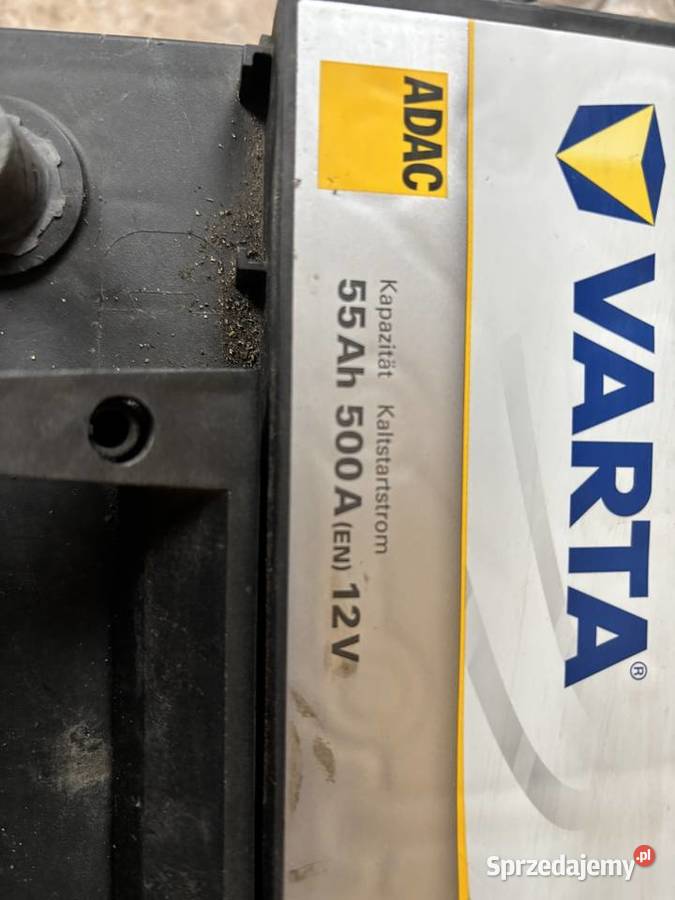 ADAC
Kapazität Kaltstartstrom
55Ah 500A (EN) 12V
VARTA®
Sprzedajemy.pl